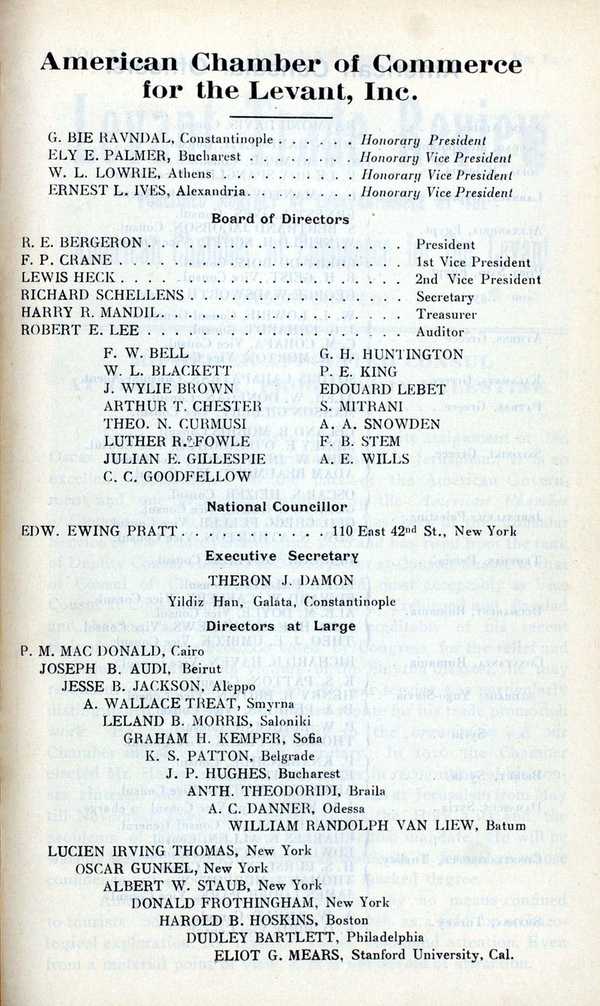 American Chamber of Commerce
for the Levant, Inc.
G. BIE RAVNDAL, Constantinople . . . . . . Honorary President
ELY E. PALMER, Bucharest . . . . . . . . Honorary Vice President
W. L. LOWRIE, Athens . . . . . . . . . . Honorary Vice President
ERNEST L. IVES, Alexandria. . . . . . . . Honorary Vice President
Board of Directors
R. E. BERGERON . . . . . . . . . . . . . . . . . . President
F. P. CRANE . . . . . . . . . . . . . . . . . . . . 1st Vice President
LEWIS HECK . . . . . . . . . . . . . . . . . . . . 2nd Vice President
RICHARD SCHELLENS . . . . . . . . . . . . . . . Secretary
HARRY R. MANDIL. . . . . . . . . . . . . . . . . Treasurer
ROBERT E. LEE . . . . . . . . . . . . . . . . . . Auditor
F. W. BELL
W. L. BLACKETT
J. WYLIE BROWN
ARTHUR T. CHESTER
THEO. N. CURMUSI
LUTHER R. FOWLE
JULIAN E. GILLESPIE
C. C. GOODFELLOW
G. H. HUNTINGTON
P. E. KING
EDOUARD LEBET
S. MITRANI
A. A. SNOWDEN
F. B. STEM
A. E. WILLS
National Councillor
EDW. EWING PRATT. . . . . . . . . . . . 110 East 42nd St., New York
Executive Secretary
THERON J. DAMON
Yildiz Han, Galata, Constantinople
Directors at Large
P. M. MAC DONALD, Cairo
JOSEPH B. AUDI, Beirut
JESSE B. JACKSON, Aleppo
A. WALLACE TREAT, Smyrna
LELAND B. MORRIS, Saloniki
GRAHAM H. KEMPER, Sofia
K. S. PATTON, Belgrade
J. P. HUGHES, Bucharest
ANTH. THEODORIDI, Braila
A. C. DANNER, Odessa
WILLIAM RANDOLPH VAN LIEW, Batum
LUCIEN IRVING THOMAS, New York
OSCAR GUNKEL, New York
ALBERT W. STAUB, New York
DONALD FROTHINGHAM, New York
HAROLD B. HOSKINS, Boston
DUDLEY BARTLETT, Philadelphia
ELIOT G. MEARS, Stanford University, Cal.